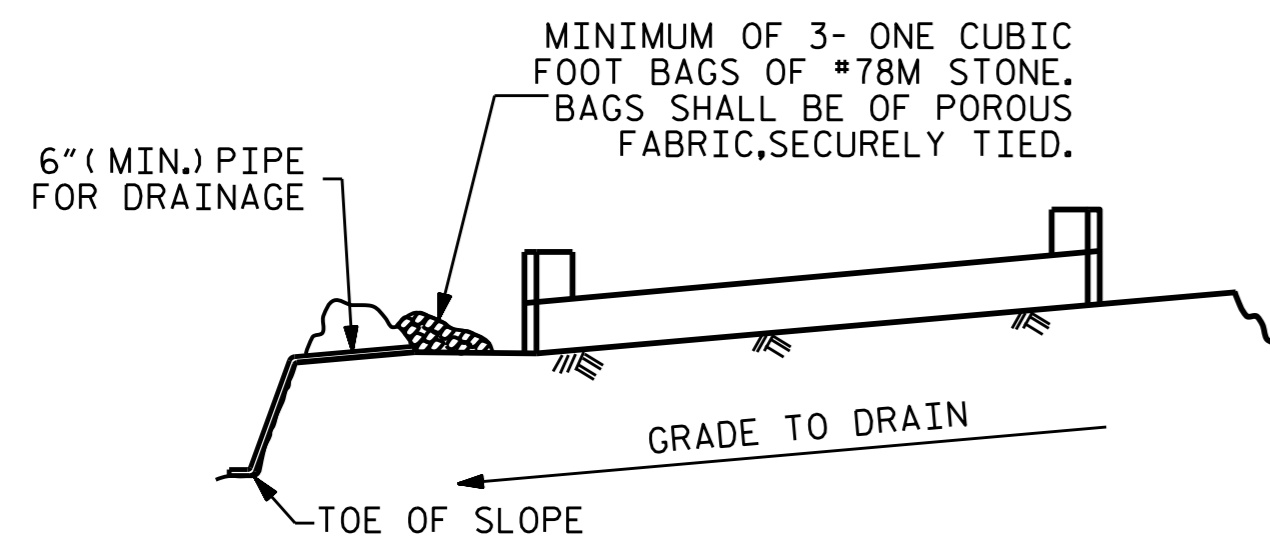 MINIMUM OF 3- ONE CUBIC
FOOT BAGS OF #78M STONE.
BAGS SHALL BE OF POROUS
FABRIC,SECURELY TIED.
6"(MIN.)PIPE
FOR DRAINAGE
GRADE TO DRAIN
TOE OF SLOPE